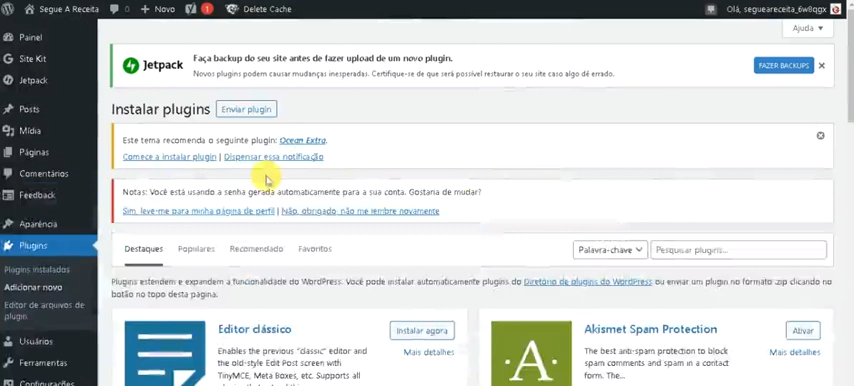 Segue A Receita 0 + Novo 1 Delete Cache Olá, segueareceita_6w8qgx
Ajuda
Painel
Site Kit
Jetpack
Posts
Mídia
Páginas
Comentários
Feedback
Aparência
Plugins
Plugins instalados
Adicionar novo
Editor de arquivos de
plugin
Usuários
Ferramentas
Configurações
Jetpack
Faça backup do seu site antes de fazer upload de um novo plugin.
Novos plugins podem causar mudanças inesperadas. Certifique-se de que será possível restaurar o seu site caso algo dê errado.
FAZER BACKUPS
Instalar plugins Enviar plugin
Este tema recomenda o seguinte plugin: Ocean Extra.
Comece a instalar plugin | Dispensar essa notificação
Notas: Você está usando a senha gerada automaticamente para a sua conta. Gostaria de mudar?
Sim, leve-me para minha página de perfil | Não, obrigado, não me lembre novamente
Destaques Populares Recomendado Favoritos Palavra-chave Pesquisar plugins...
Plugins estendem e expandem a funcionalidade do WordPress. Você pode instalar automaticamente plugins do Diretório de plugins do WordPress ou enviar um plugin no formato .zip clicando no
botão no topo desta página.
Editor clássico
Instalar agora
Mais detalhes
Enables the previous "classic" editor and
the old-style Edit Post screen with
TinyMCE, Meta Boxes, etc. Supports all
Akismet Spam Protection
Ativar
Mais detalhes
The best anti-spam protection to block
spam comments and spam in a contact
form. The...